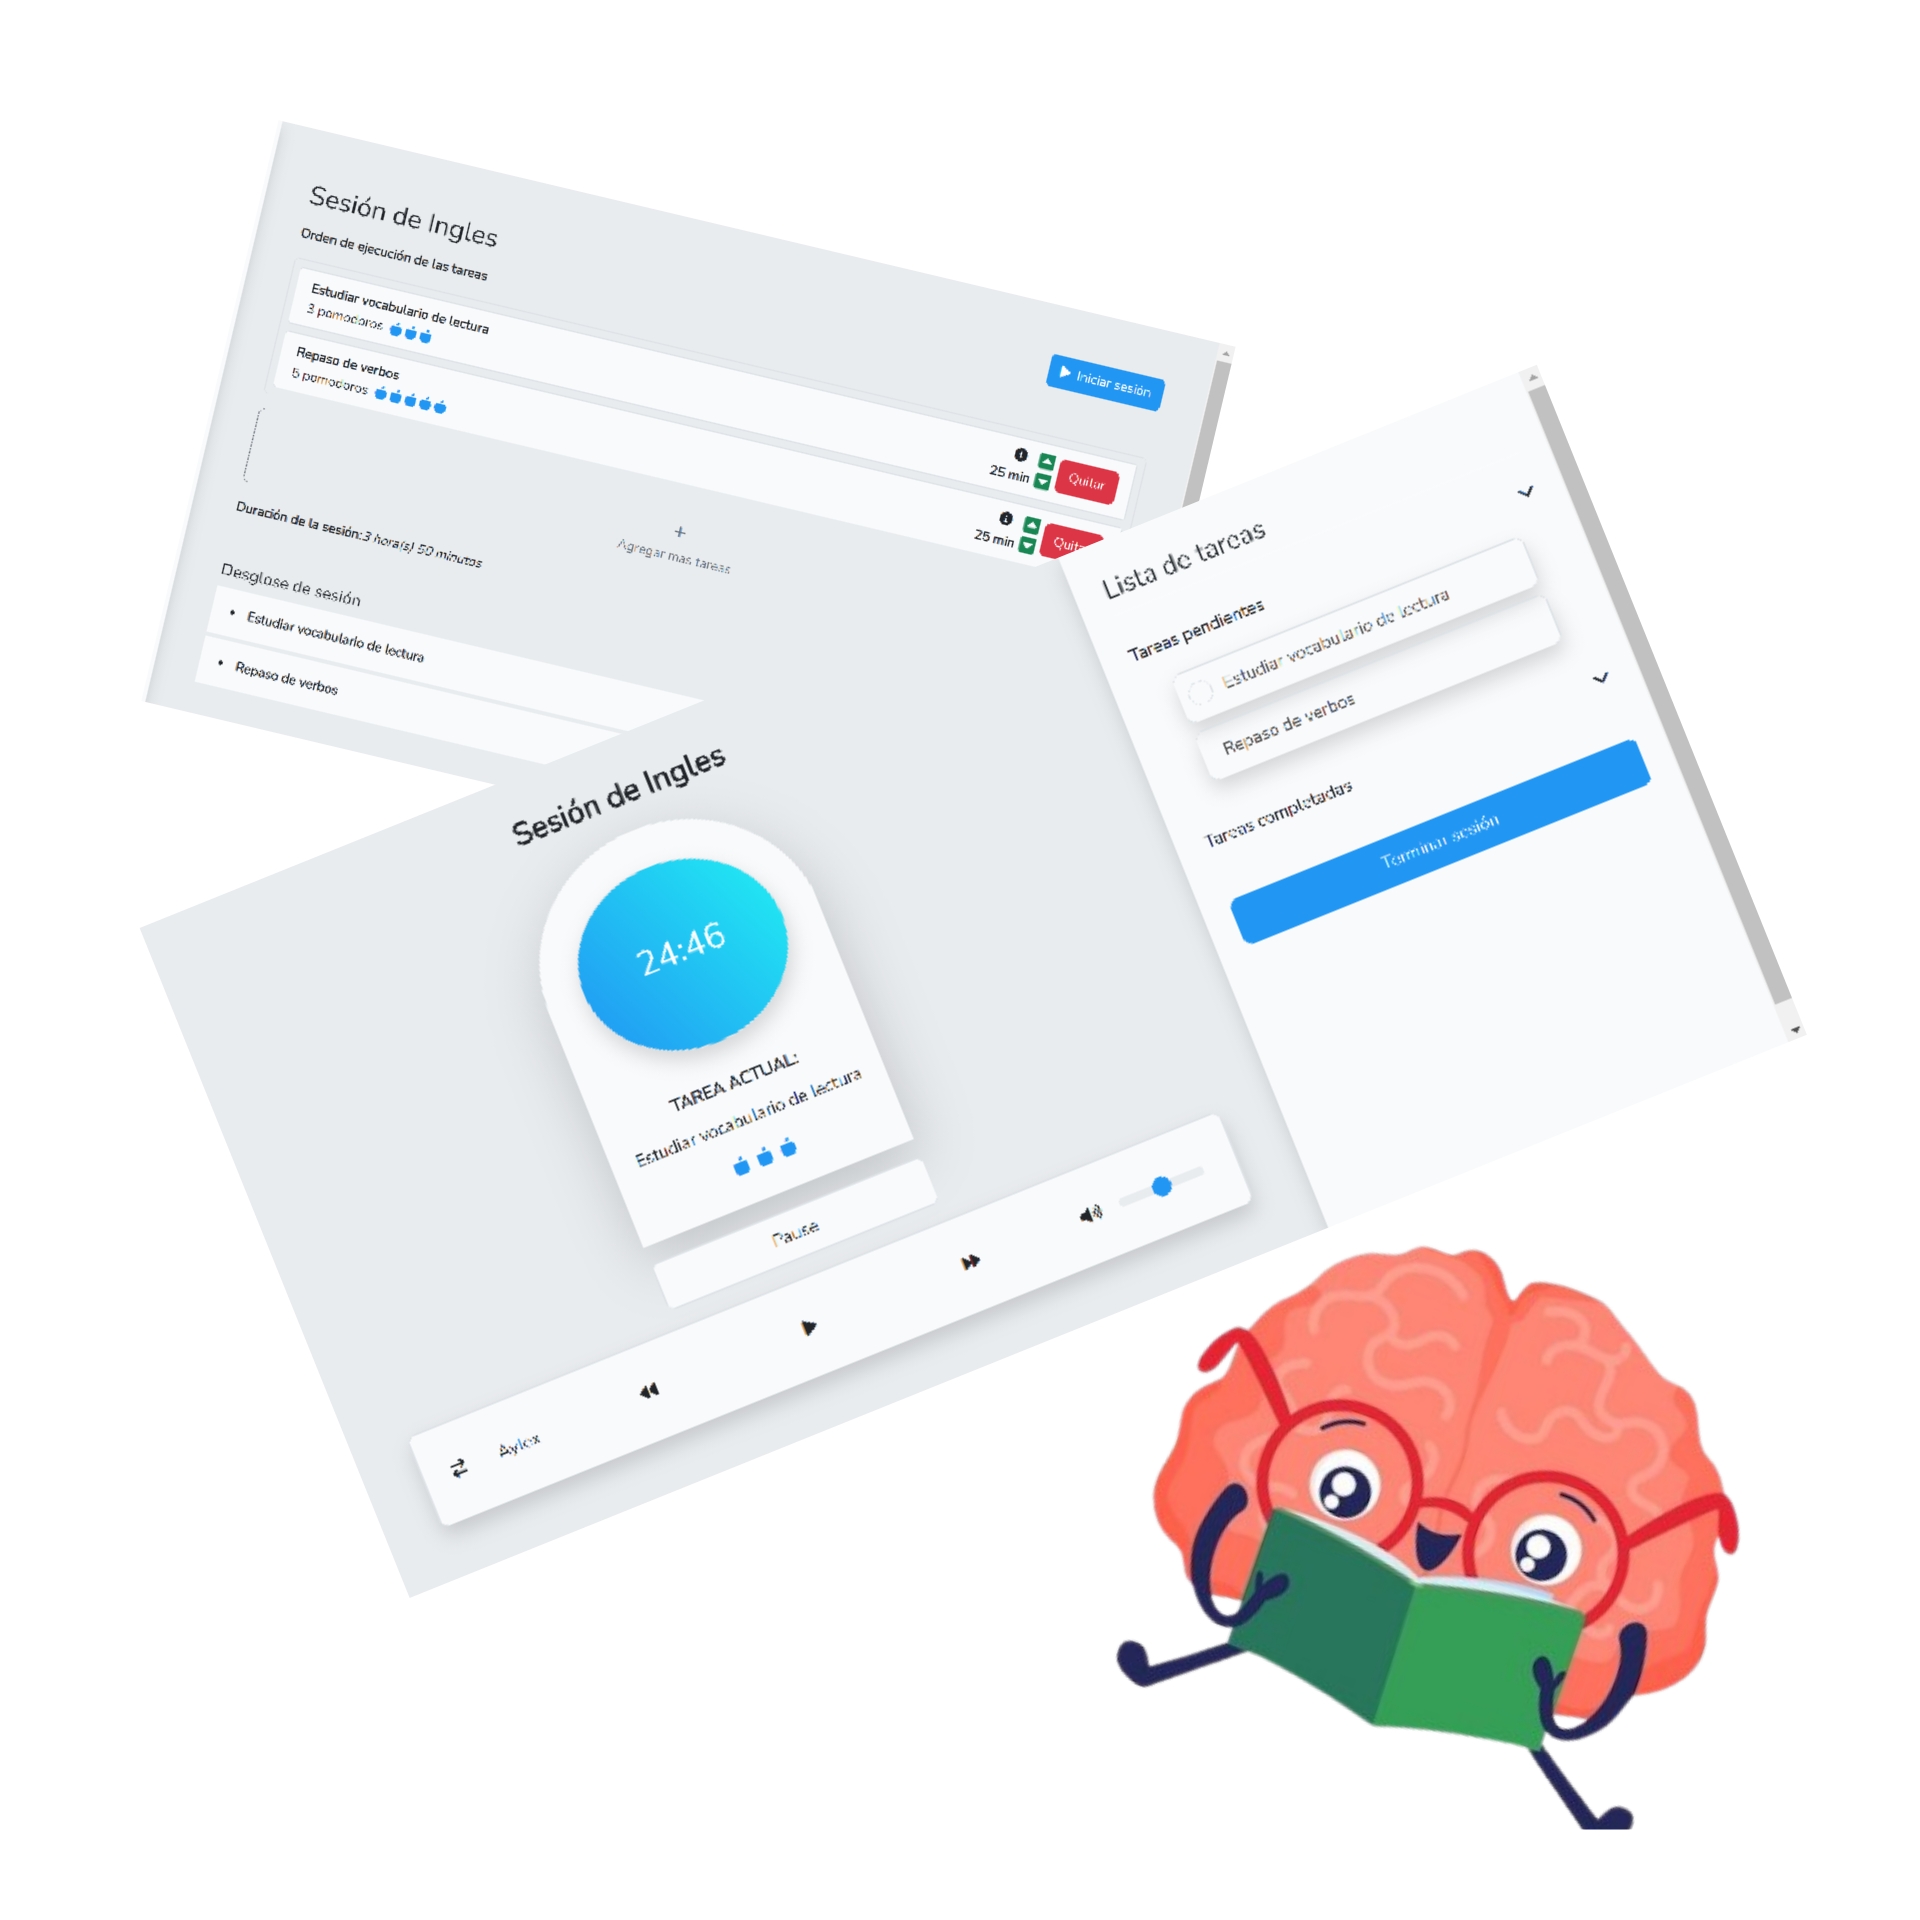 Sesión de Ingles
Orden de ejecución de las tareas
Estudiar vocabulario de lectura
3 pomodoros
Iniciar sesión
25 min
Quitar
Repaso de verbos
5 pomodoros
25 min
Quita
Agregar mas tareas
Duración de la sesión:3 hora(s) 50 minutos
Desglose de sesión
Estudiar vocabulario de lectura
Repaso de verbos
Sesión de Ingles
24:46
TAREA ACTUAL:
Estudiar vocabulario de lectura
Pause
Aylex
Lista de tareas
Tareas pendientes
Estudiar vocabulario de lectura
Repaso de verbos
Tareas completadas
Terminar sesión